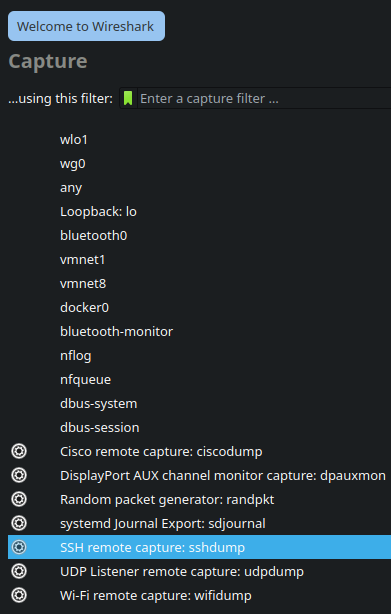 Welcome to Wireshark
Capture
...using this filter: Enter a capture filter ...
wlo1
wg0
any
Loopback: lo
bluetooth0
vmnet1
vmnet8
docker0
bluetooth-monitor
nflog
nfqueue
dbus-system
dbus-session
Cisco remote capture: ciscodump
DisplayPort AUX channel monitor capture: dpauxmon
Random packet generator: randpkt
systemd Journal Export: sdjournal
SSH remote capture: sshdump
UDP Listener remote capture: udpdump
Wi-Fi remote capture: wifidump